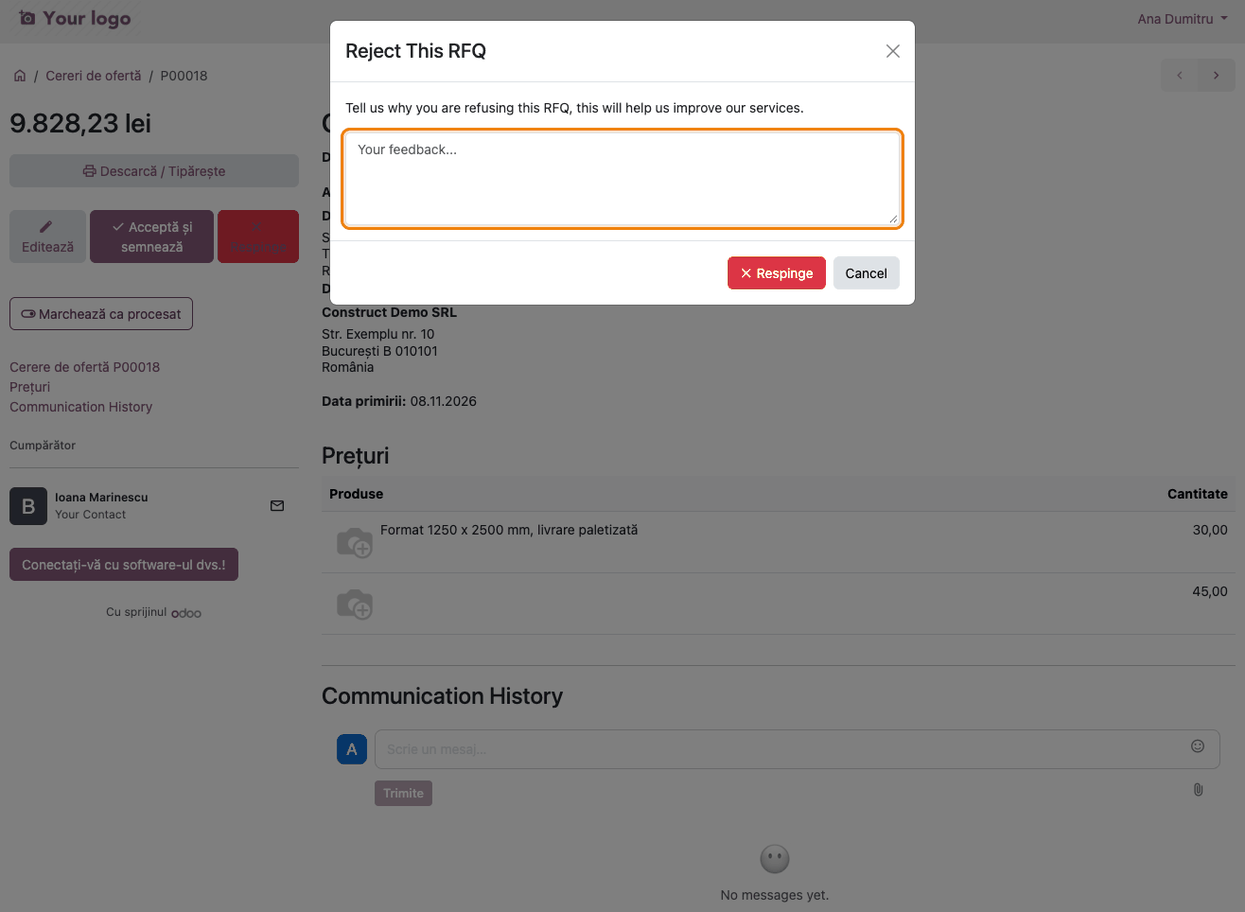 Your logo
Ana Dumitru
Reject This RFQ
/ Cereri de ofertă / P00018
Tell us why you are refusing this RFQ, this will help us improve our services.
9.828,23 lei
Your feedback...
Descarcă / Tipărește
Editează
Acceptă și
semnează
Respinge
Cancel
Marchează ca procesat
Construct Demo SRL
Str. Exemplu nr. 10
București B 010101
România
Cerere de ofertă P00018
Prețuri
Communication History
Data primirii: 08.11.2026
Cumpărător
Prețuri
Produse Cantitate
B
Ioana Marinescu
Your Contact
Format 1250 x 2500 mm, livrare paletizată 30,00
Conectați-vă cu software-ul dvs.!
45,00
Cu sprijinul odoo
Communication History
A
Scrie un mesaj...
Trimite
No messages yet.